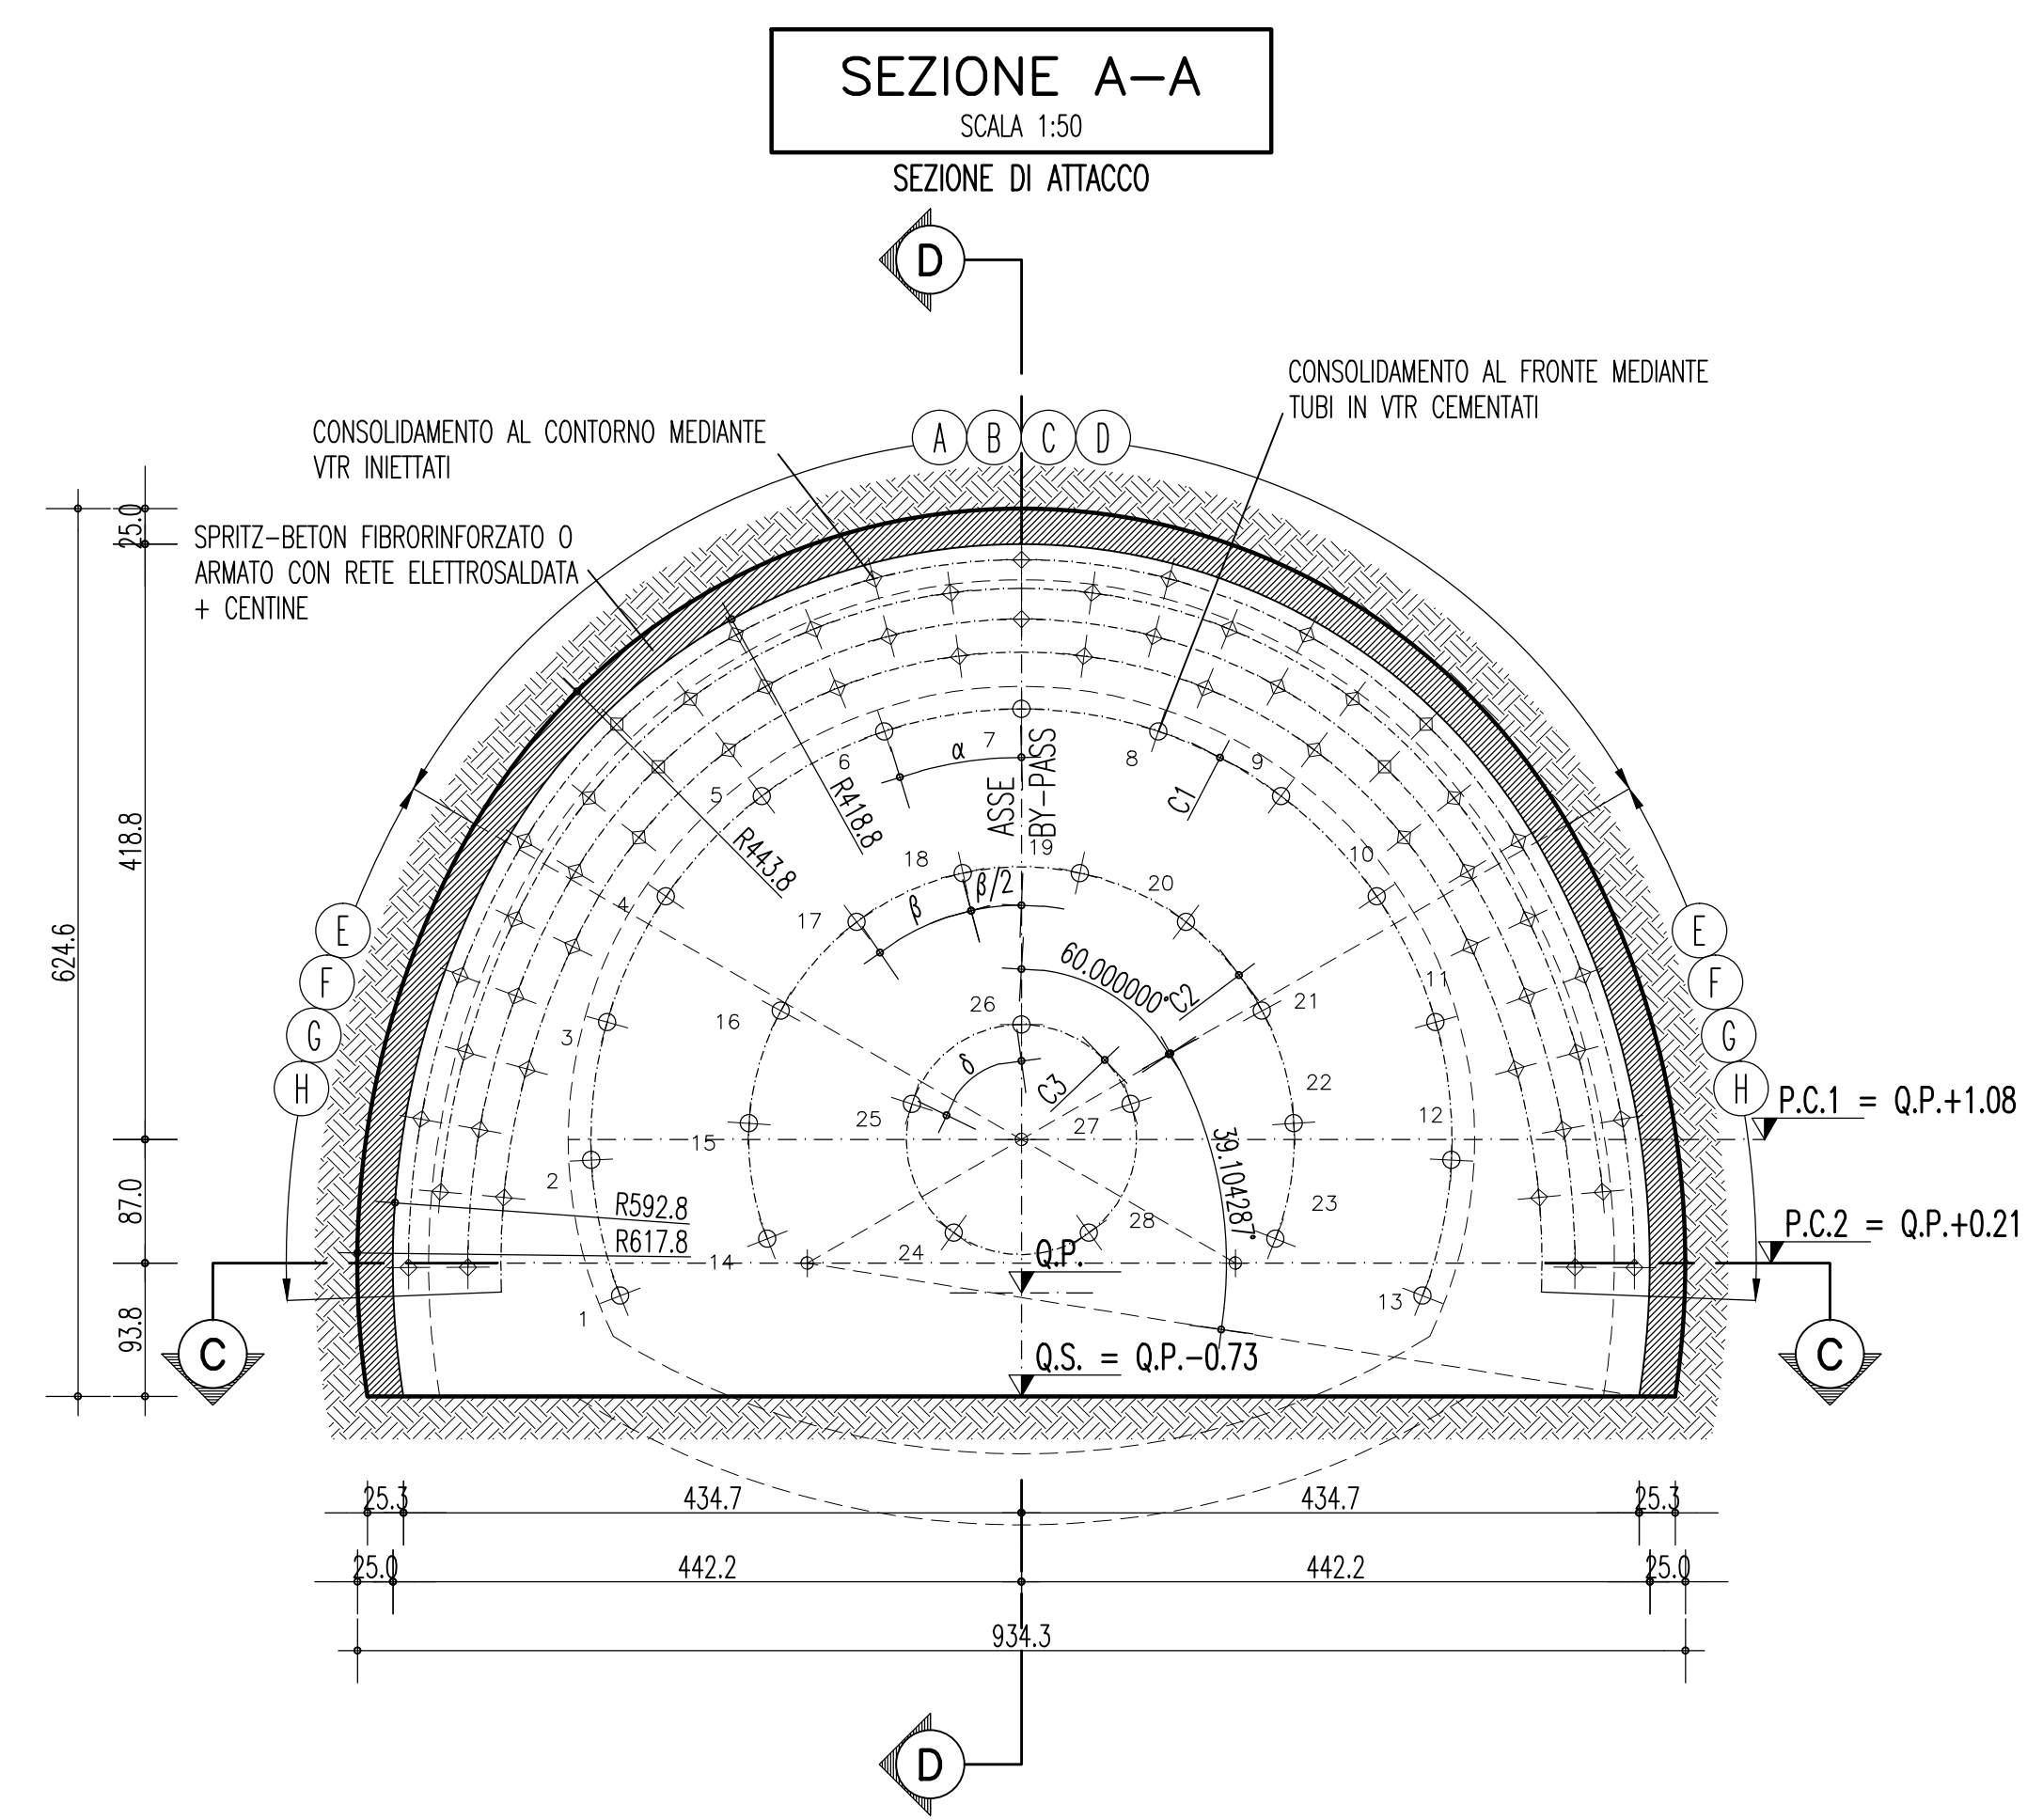 SEZIONE A-A
SCALA 1:50
SEZIONE DI ATTACCO
D
CONSOLIDAMENTO AL FRONTE MEDIANTE
TUBI IN VTR CEMENTATI
CONSOLIDAMENTO AL CONTORNO MEDIANTE
VTR INIETTATI
A B C D
SPRITZ-BETON FIBRORINFORZATO O
ARMATO CON RETE ELETTROSALDATA
+ CENTINE
25.0
418.8
624.6
87.0
93.8
R418.8
R443.8
R592.8
R617.8
ASSE
BY-PASS
α
β
β/2
δ
C1
C2
C3
60.000000°
39.104287°
1
2
3
4
5
6
7
8
9
10
11
12
13
14
15
16
17
18
19
20
21
22
23
24
25
26
27
28
E
F
G
H
E
F
G
H
P.C.1 = Q.P.+1.08
P.C.2 = Q.P.+0.21
Q.P.
Q.S. = Q.P.-0.73
C
C
25.3 434.7 434.7 25.3
25.0 442.2 442.2 25.0
934.3
D